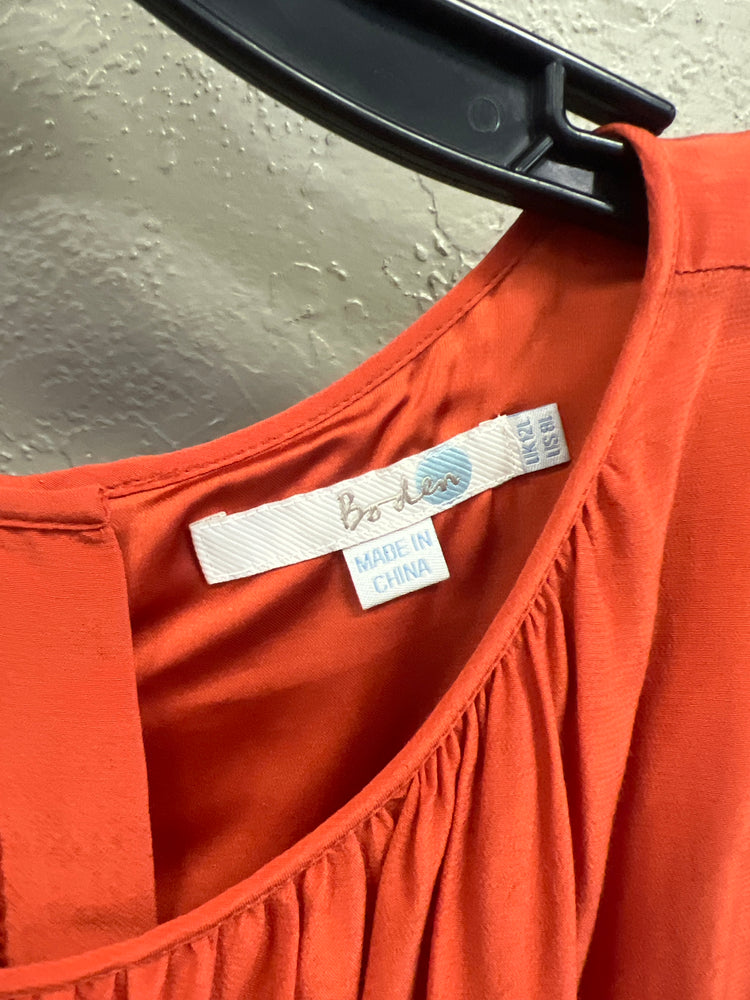 Boden
UK12L
US8L
MADE IN
CHINA